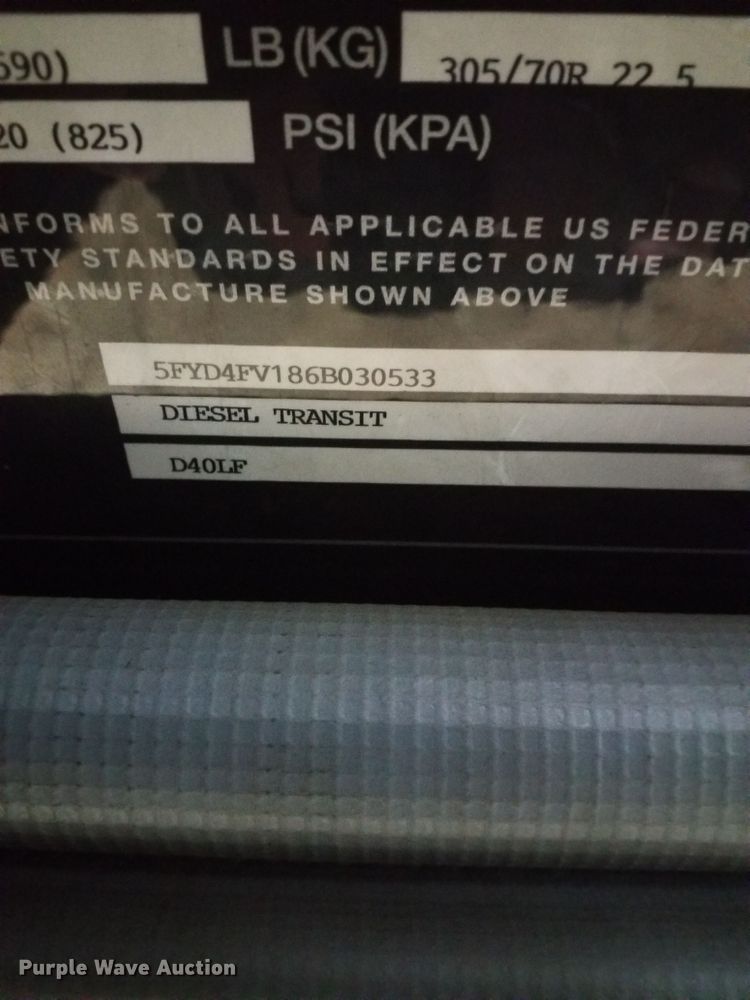 590) LB (KG) 305/70R 22.5
20 (825) PSI (KPA)
NFORMS TO ALL APPLICABLE US FEDER
ETY STANDARDS IN EFFECT ON THE DAT
MANUFACTURE SHOWN ABOVE
5FYD4FV186B030533
DIESEL TRANSIT
D40LF
Purple Wave Auction